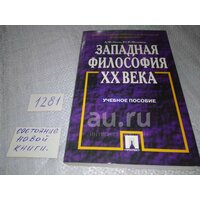 ЗАПАДНАЯ
ФИЛОСОФИЯ
XX ВЕКА
УЧЕБНОЕ ПОСОБИЕ
au.ru
1281
состояние
новой
книги.